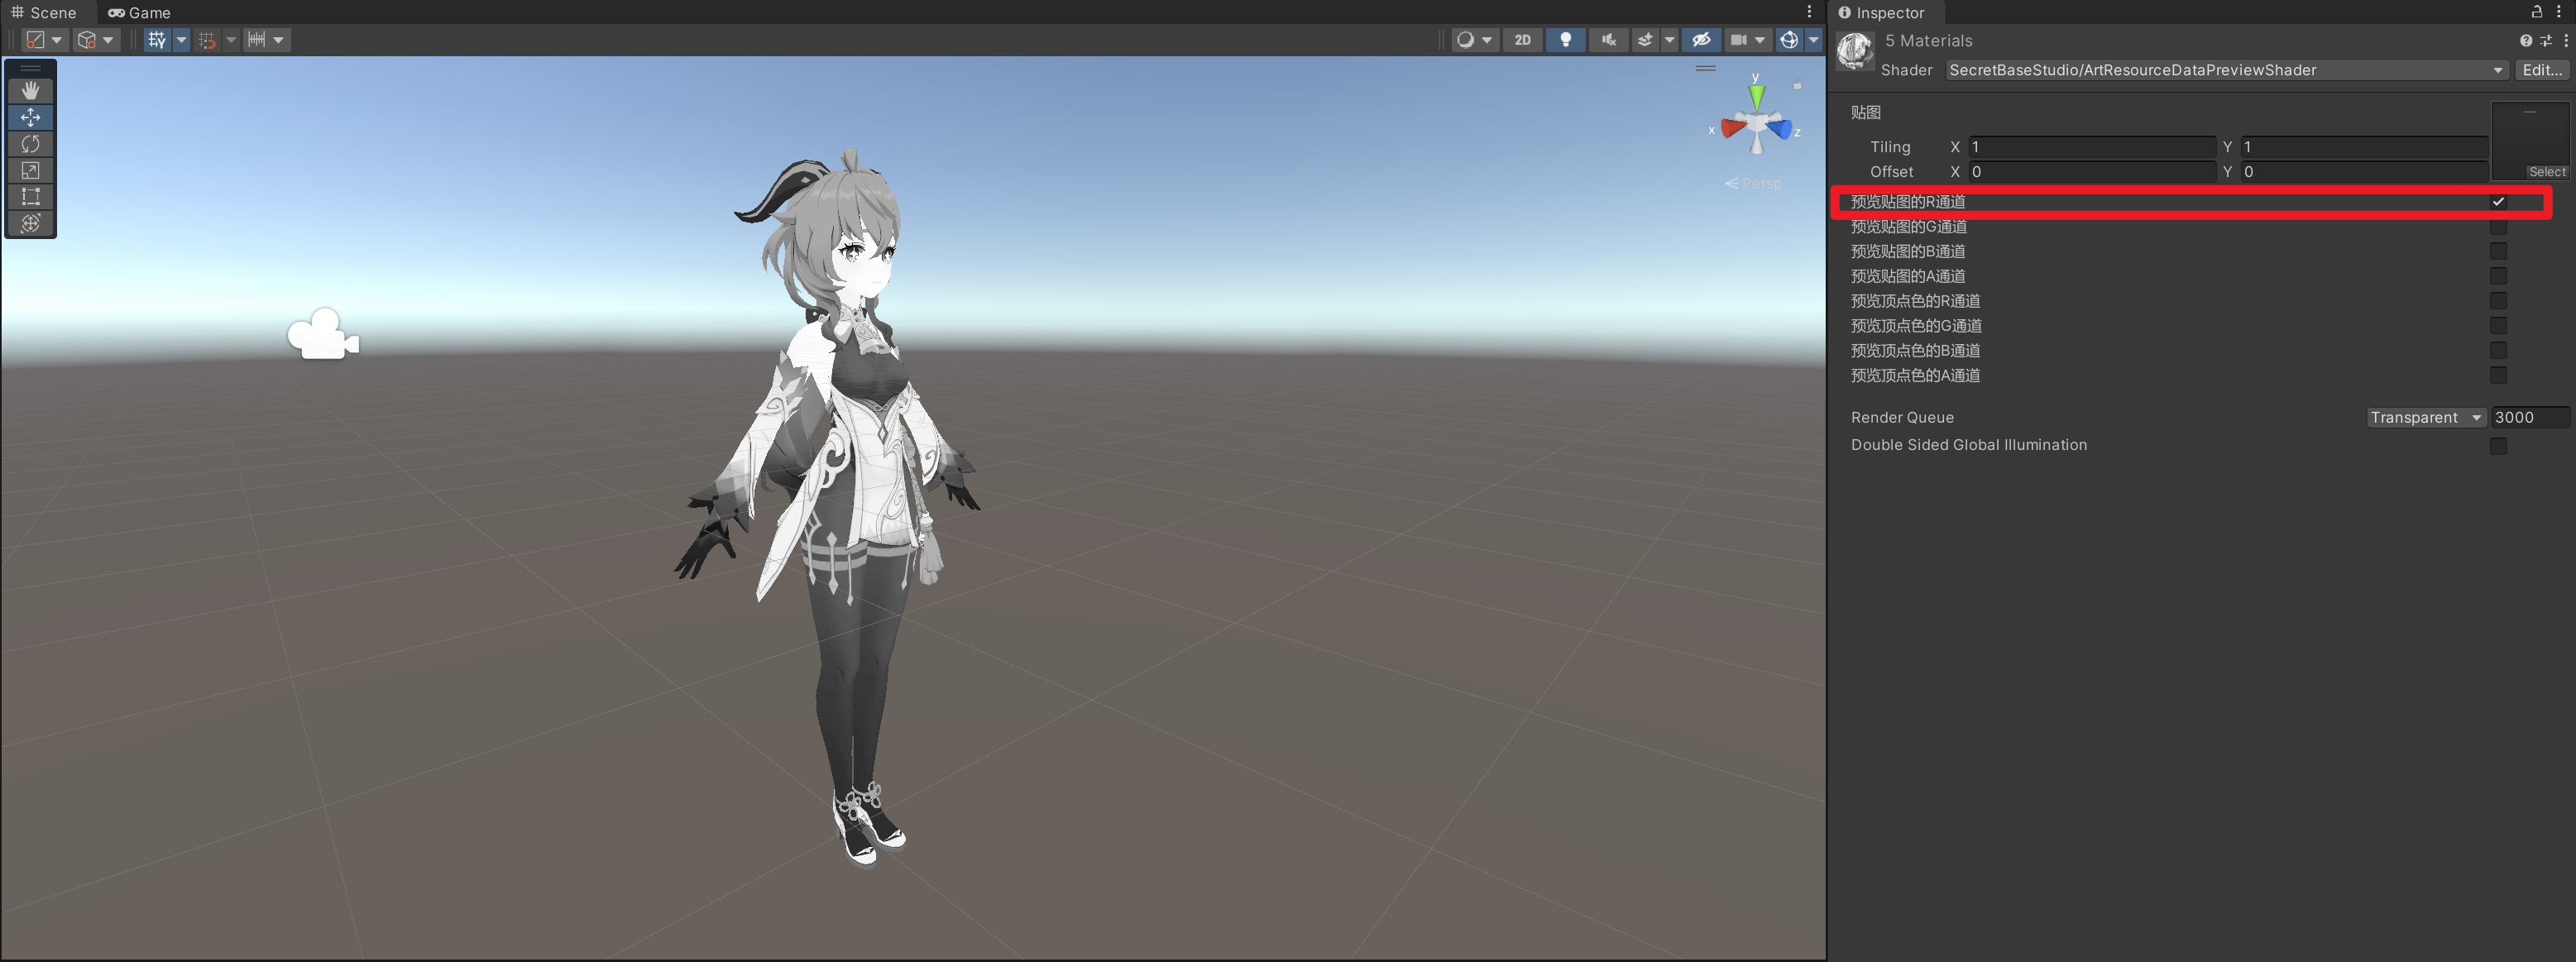 Scene
Game
Inspector
2D
5 Materials
Shader SecretBaseStudio/ArtResourceDataPreviewShader Edit...
y
x
z
Persp
贴图
Tiling X 1 Y 1
Offset X 0 Y 0
Select
预览贴图的R通道
预览贴图的G通道
预览贴图的B通道
预览贴图的A通道
预览顶点色的R通道
预览顶点色的G通道
预览顶点色的B通道
预览顶点色的A通道
Render Queue Transparent 3000
Double Sided Global Illumination